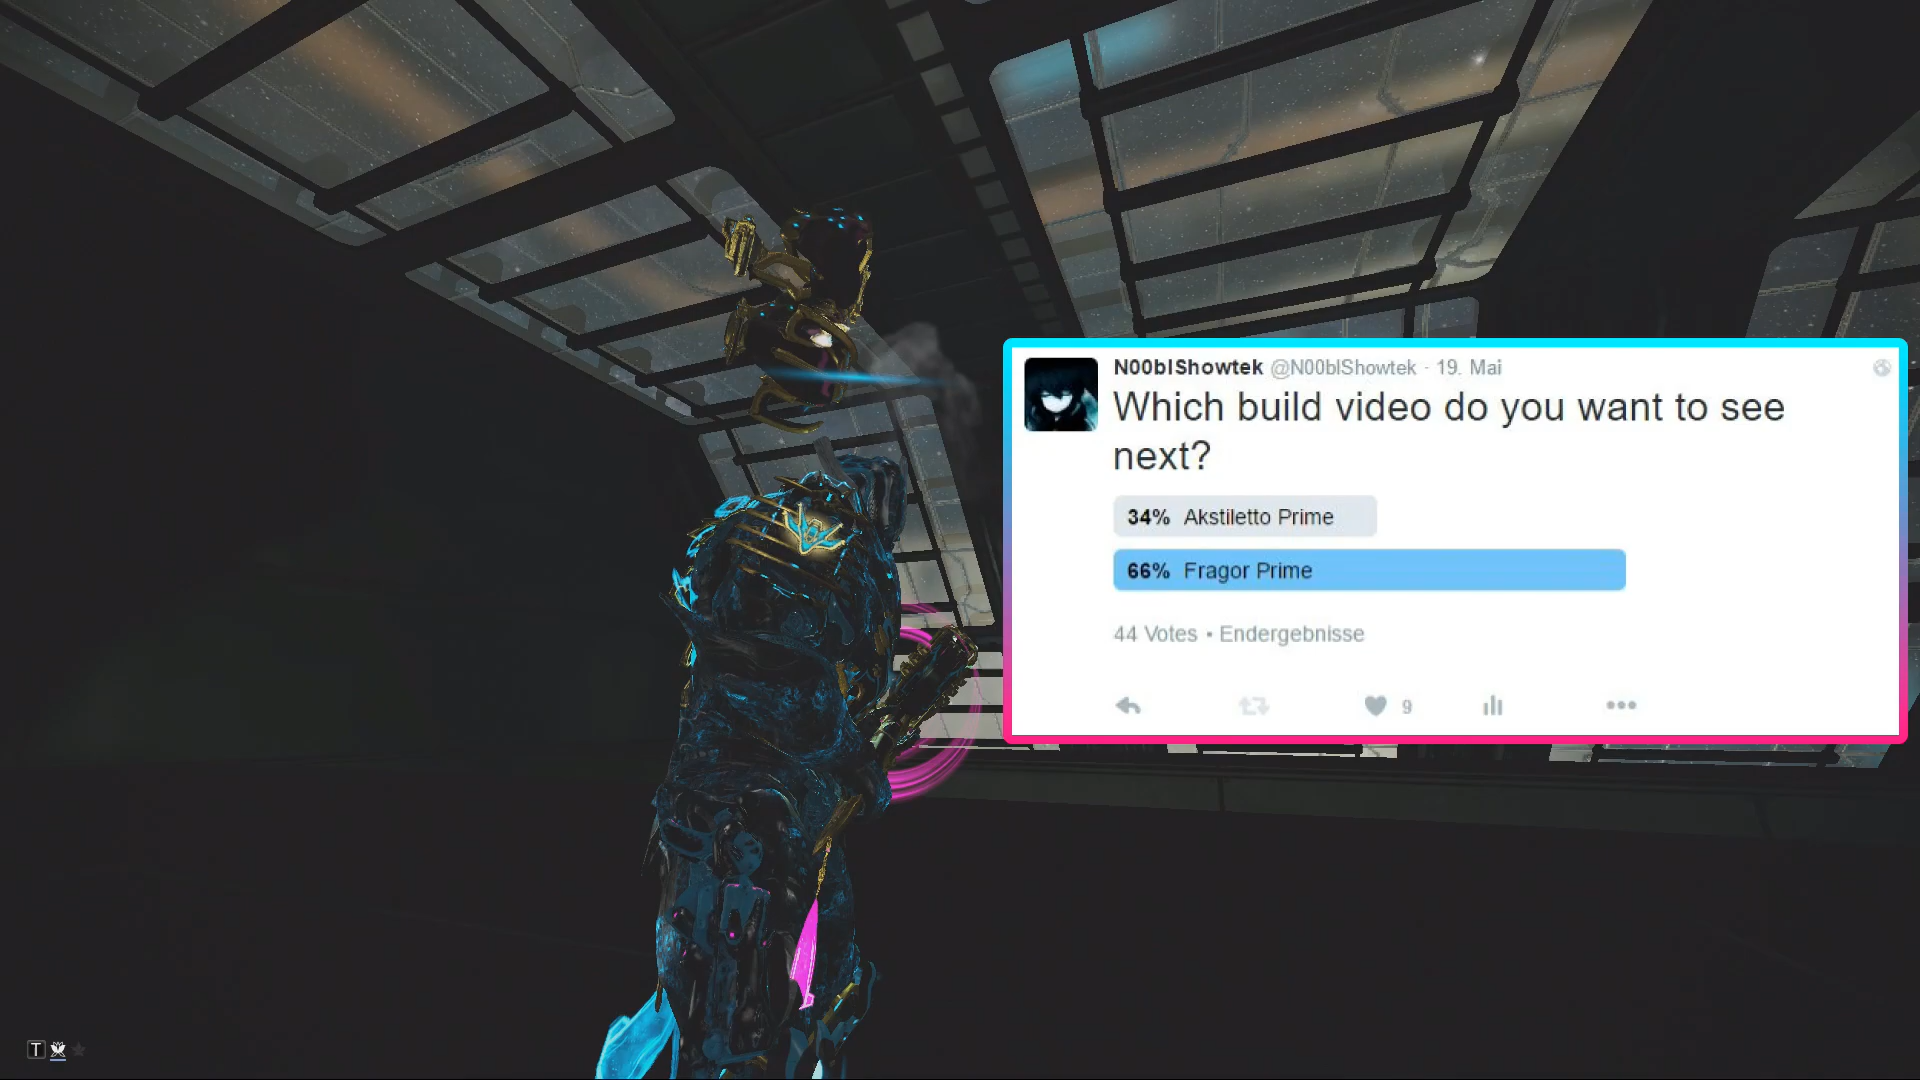 N00blShowtek @N00blShowtek · 19. Mai
Which build video do you want to see
next?
34% Akstiletto Prime
66% Fragor Prime
44 Votes • Endergebnisse
9
T